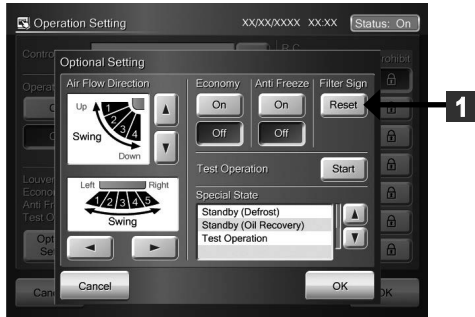 Operation Setting XX/XX/XXXX XX:XX Status: On
R.C.
Prohibit
Optional Setting
Air Flow Direction Economy Anti Freeze Filter Sign
Up 1 2 3 4 Swing Down
On On Reset
1
Off Off
Test Operation Start
Left Right
1 2 3 4 5
Swing
Special State
Standby (Defrost)
Standby (Oil Recovery)
Test Operation
Cancel OK